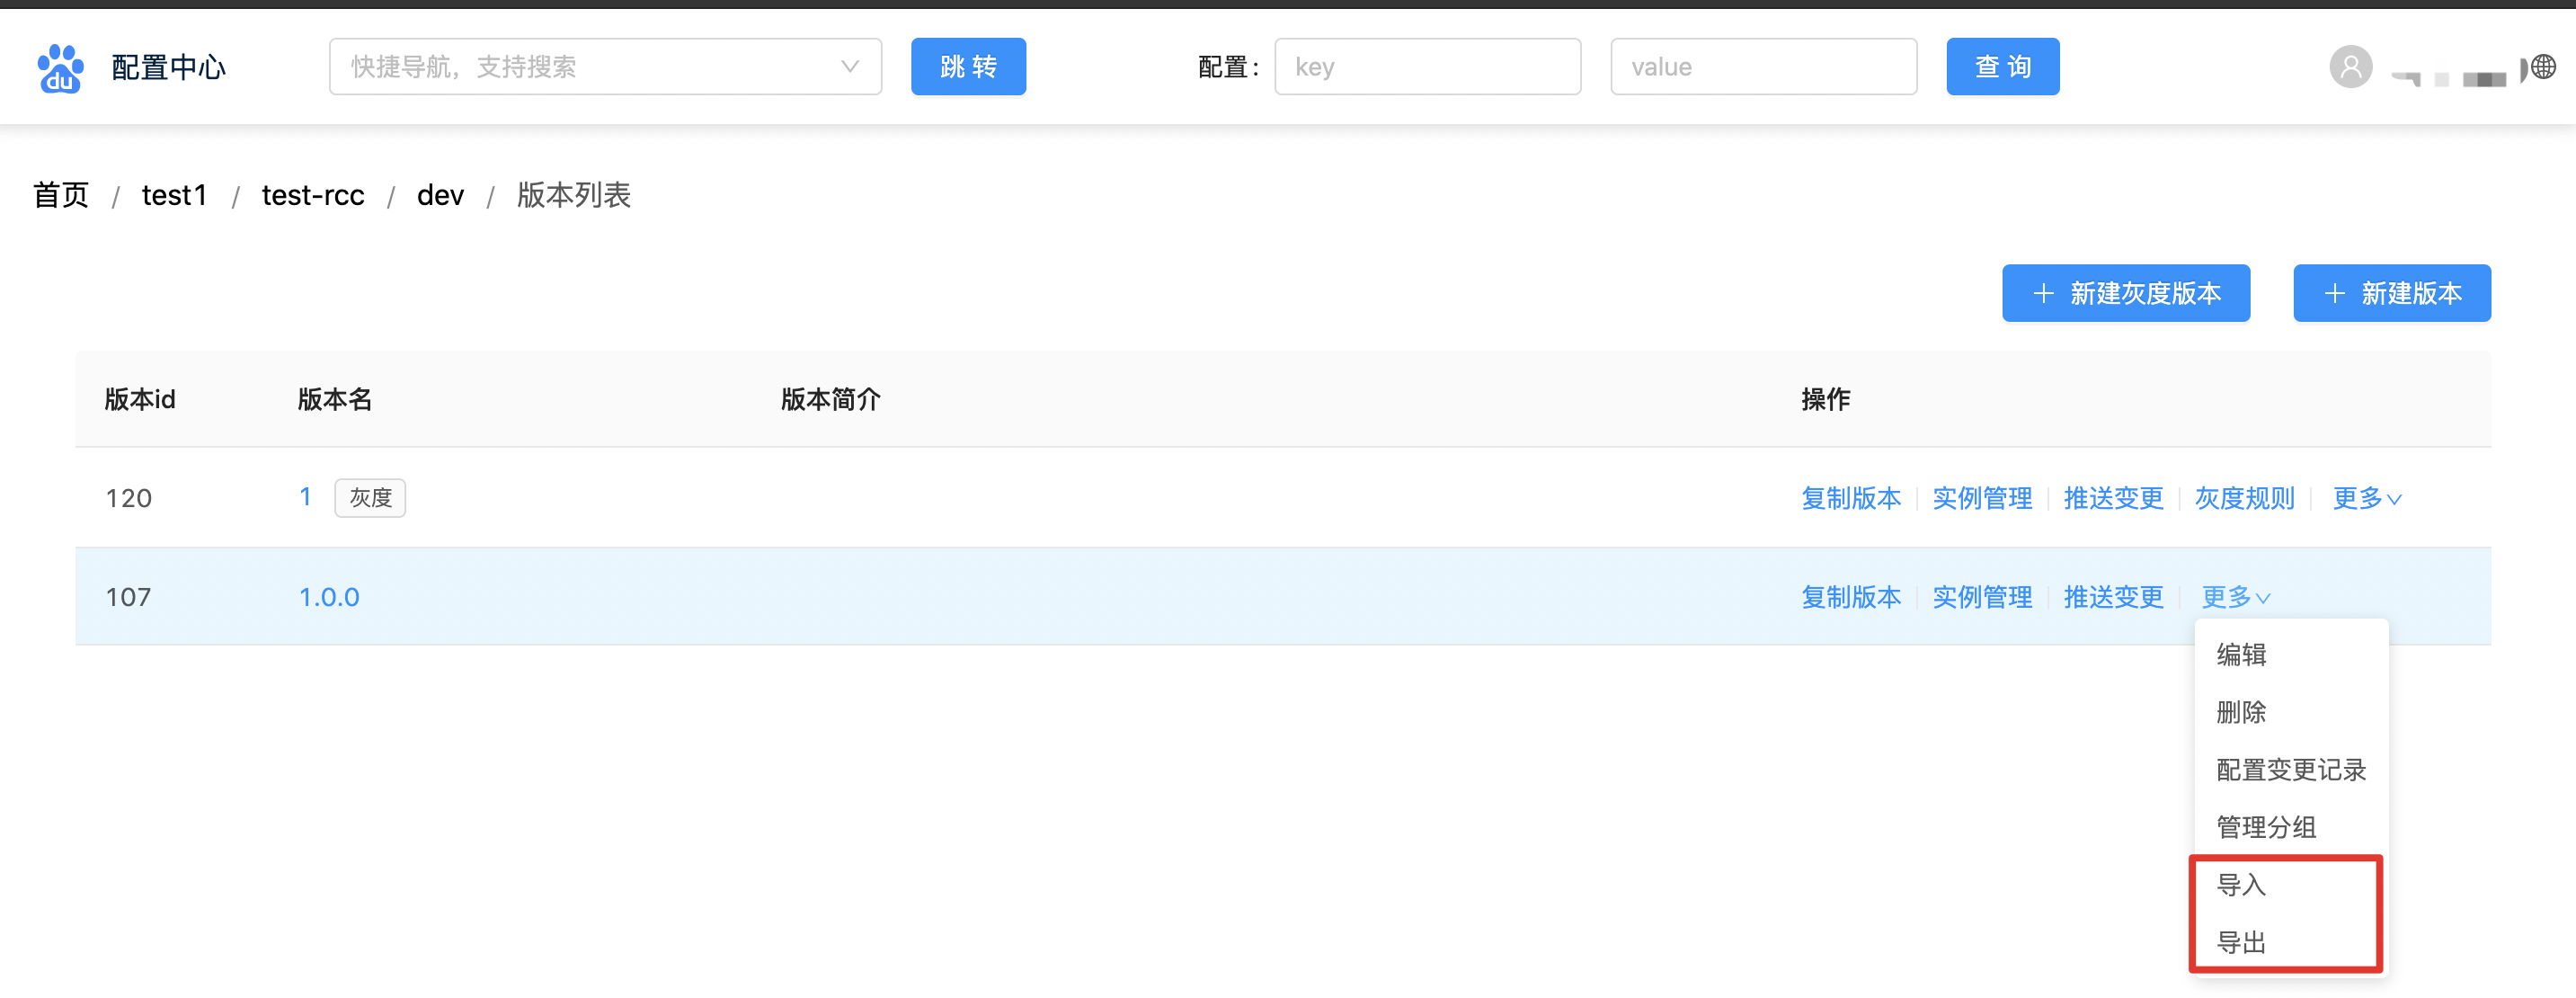 du 配置中心 快捷导航，支持搜索 跳 转 配置： key value 查 询
首页 / test1 / test-rcc / dev / 版本列表
+ 新建灰度版本 + 新建版本
版本id 版本名 版本简介 操作
120 1 灰度 复制版本 实例管理 推送变更 灰度规则 更多
107 1.0.0 复制版本 实例管理 推送变更 更多
编辑
删除
配置变更记录
管理分组
导入
导出